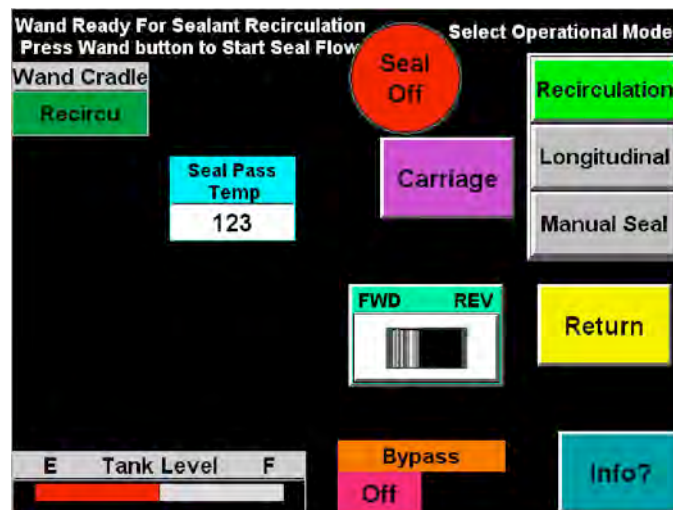 Wand Ready For Sealant Recirculation
Press Wand button to Start Seal Flow
Select Operational Mode
Wand Cradle
Recircu
Seal
Off
Recirculation
Longitudinal
Manual Seal
Carriage
Seal Pass
Temp
123
FWD REV
Return
E Tank Level F
Bypass
Off
Info?